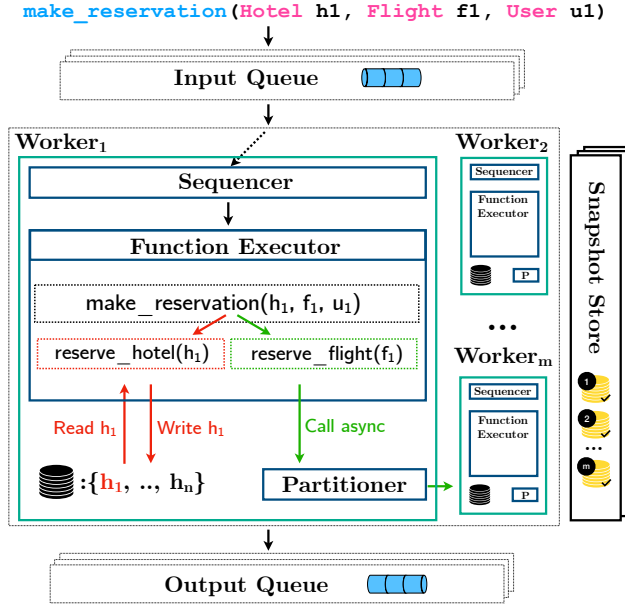 make_reservation(Hotel h1, Flight f1, User u1)
Input Queue
Worker1
Sequencer
Function Executor
make_reservation(h1, f1, u1)
reserve_hotel(h1)
reserve_flight(f1)
Read h1
Write h1
Call async
:{h1, .., hn}
Partitioner
Worker2
Sequencer
Function
Executor
P
...
Workerm
Sequencer
Function
Executor
P
Snapshot Store
1
2
...
m
Output Queue